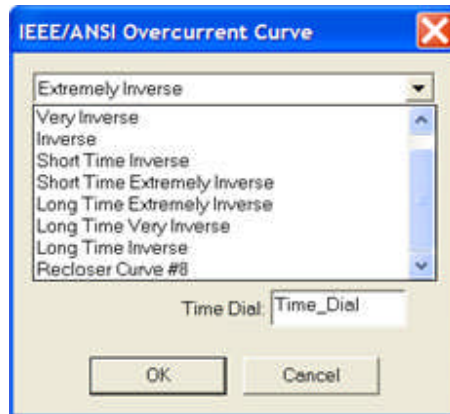 IEEE/ANSI Overcurrent Curve
Extremely Inverse
Very Inverse
Inverse
Short Time Inverse
Short Time Extremely Inverse
Long Time Extremely Inverse
Long Time Very Inverse
Long Time Inverse
Recloser Curve #8
Time Dial: Time_Dial
OK Cancel